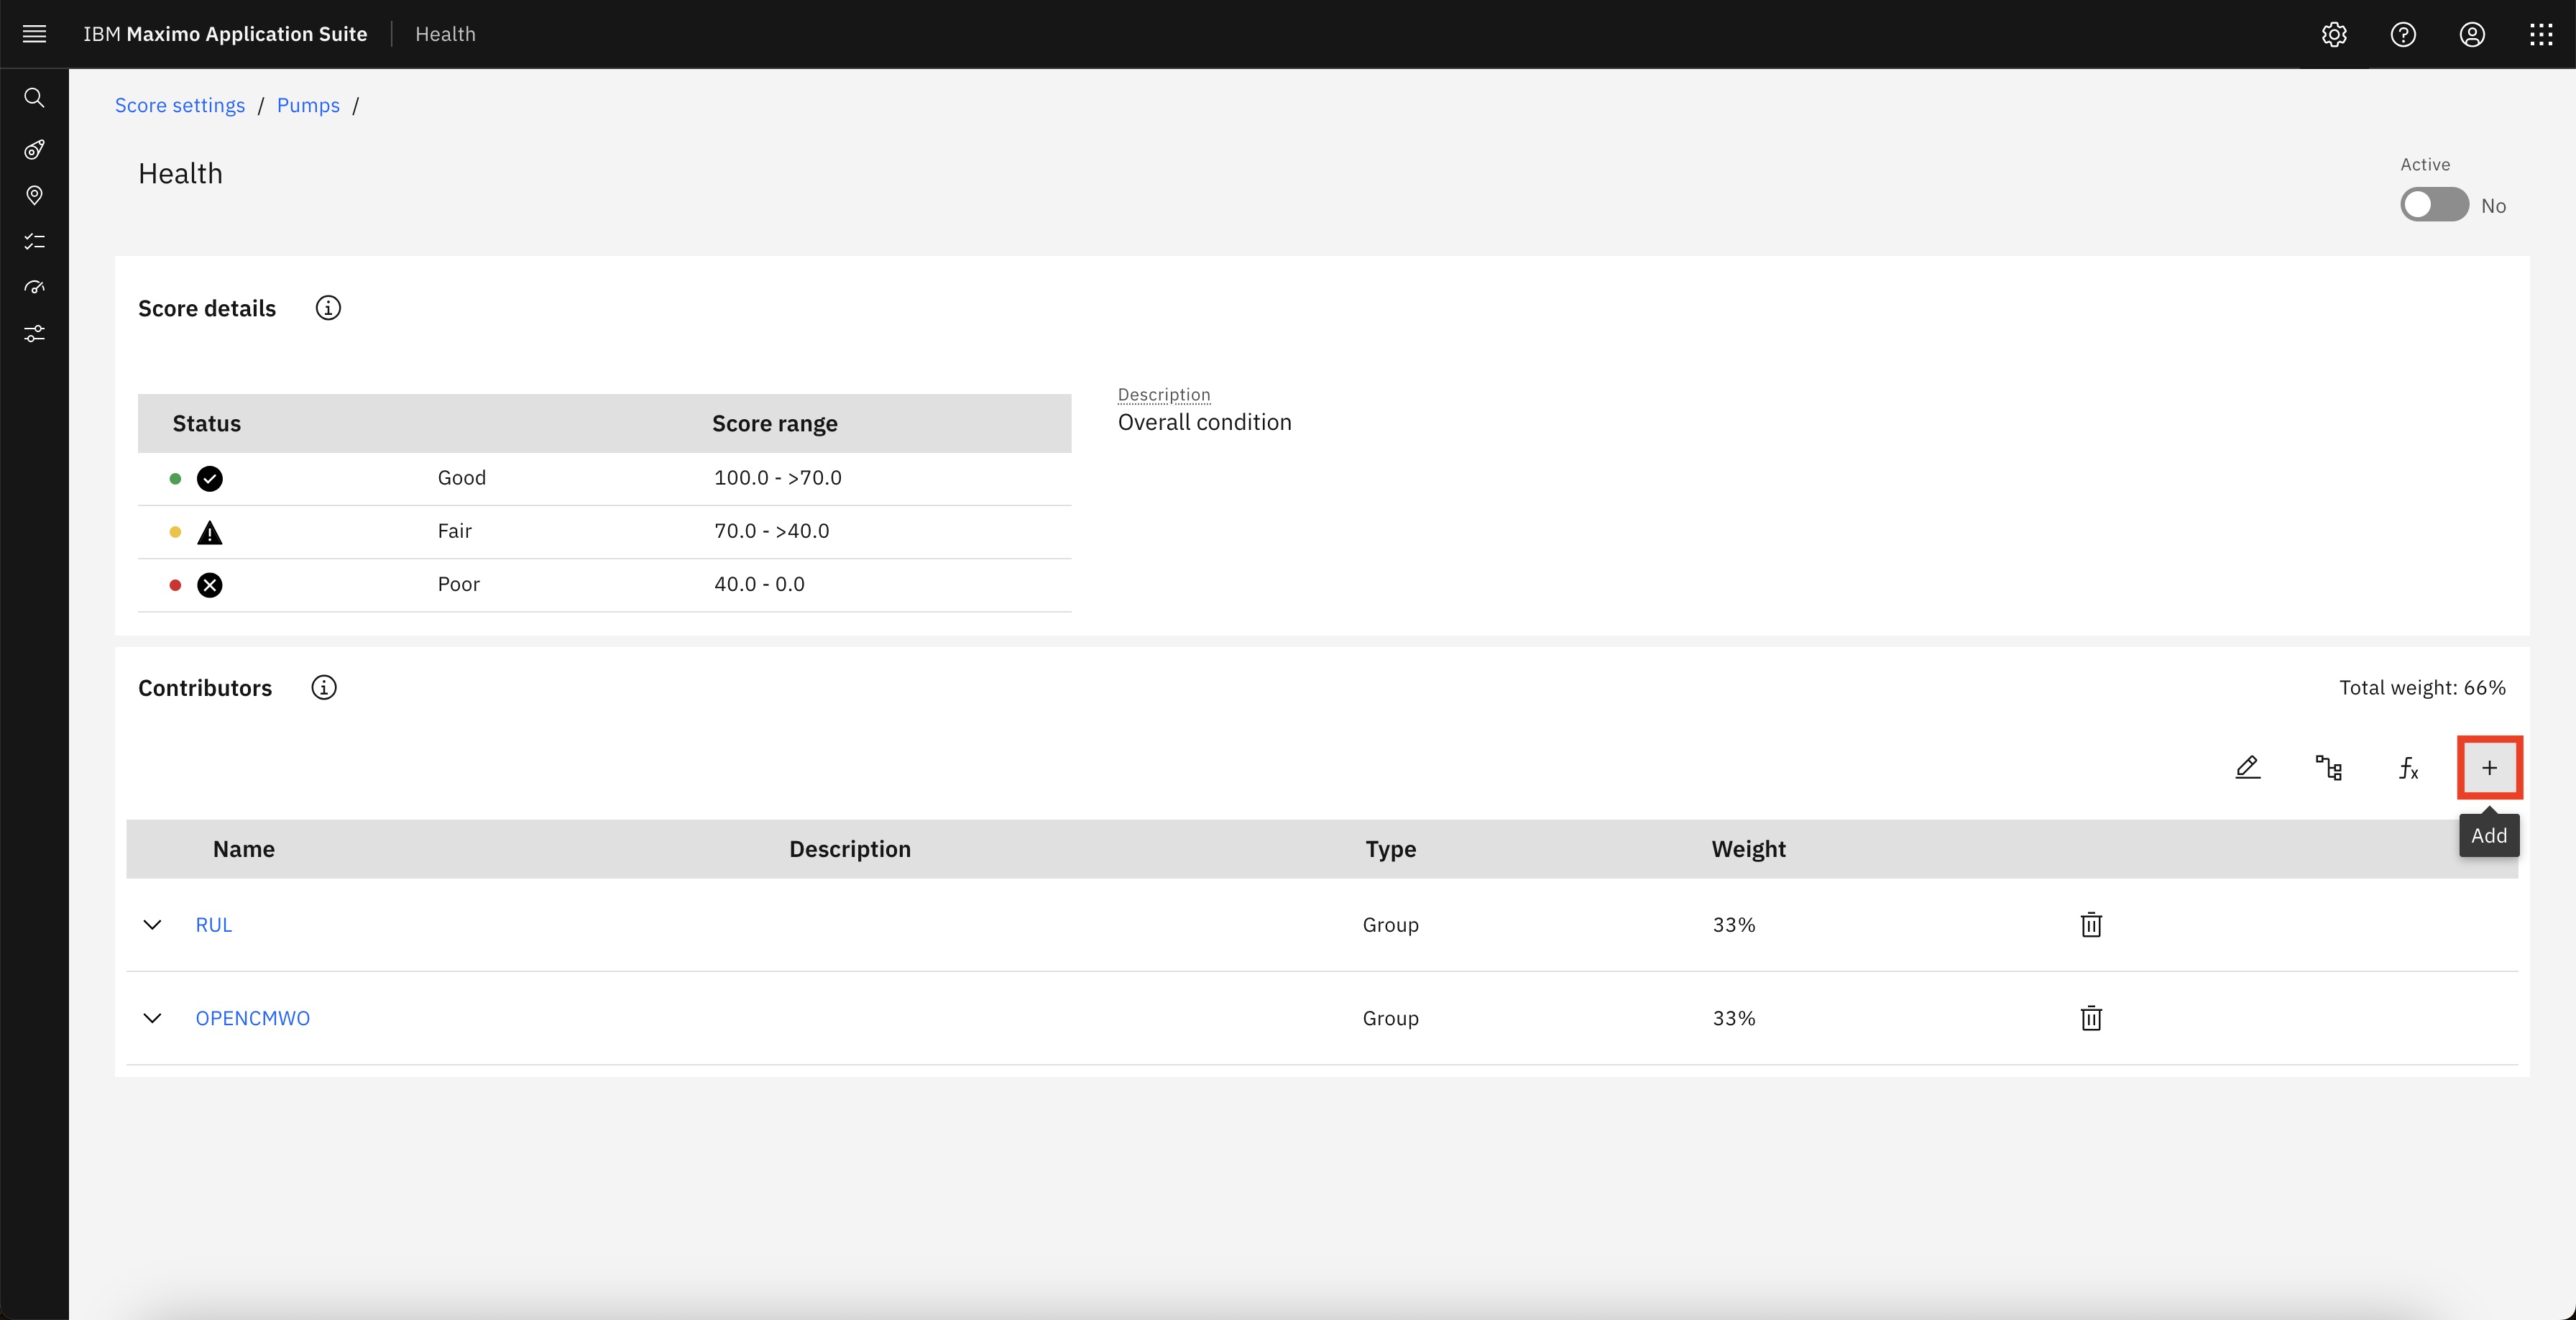 IBM Maximo Application Suite Health
Score settings / Pumps /
Health
Active
No
Score details
Description
Overall condition
Status Score range
Good 100.0 - >70.0
Fair 70.0 - >40.0
Poor 40.0 - 0.0
Contributors
Total weight: 66%
fx
Add
Name Description Type Weight
RUL Group 33%
OPENCMWO Group 33%